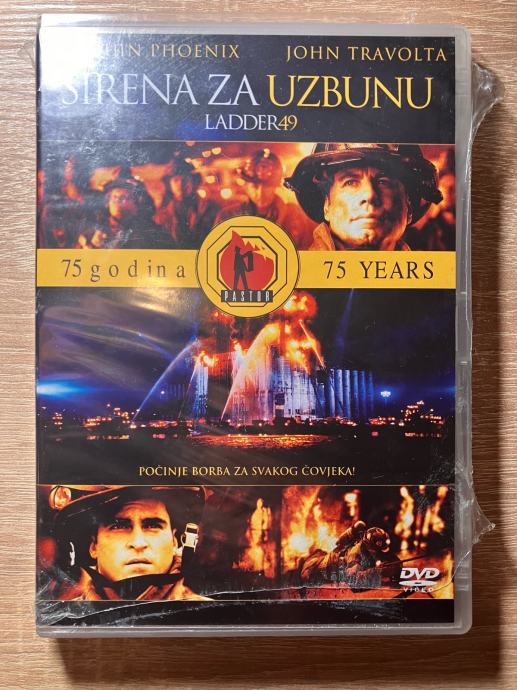 PHOENIX JOHN TRAVOLTA
SIRENA ZA UZBUNU
LADDER49
75 godina
75 YEARS
PASTOR
POČINJE BORBA ZA SVAKOG ČOVJEKA!
DVD
VIDEO